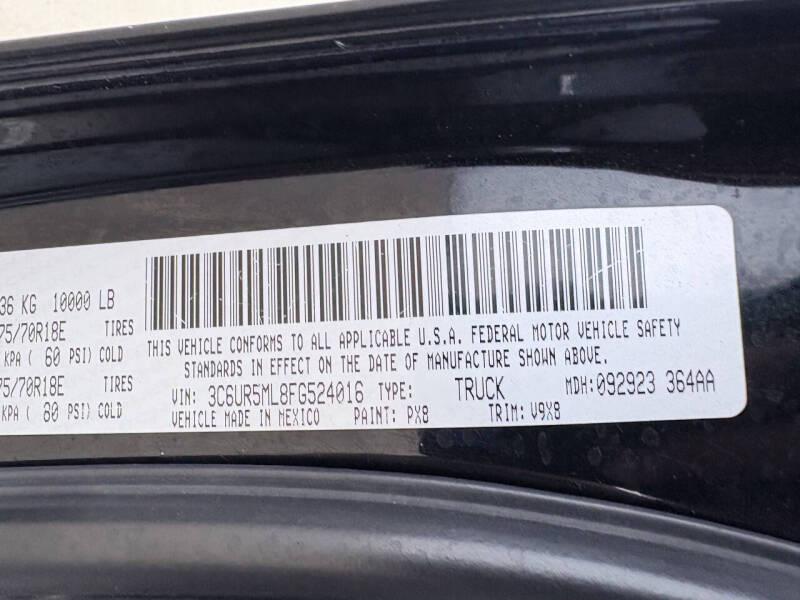 36 KG 10000 LB
75/70R18E TIRES
KPA ( 60 PSI) COLD
75/70R18E TIRES
KPA ( 80 PSI) COLD
THIS VEHICLE CONFORMS TO ALL APPLICABLE U.S.A. FEDERAL MOTOR VEHICLE SAFETY
STANDARDS IN EFFECT ON THE DATE OF MANUFACTURE SHOWN ABOVE.
VIN: 3C6UR5ML8FG524016 TYPE: TRUCK MDH:092923 364AA
VEHICLE MADE IN MEXICO PAINT: PX8 TRIM: V9X8